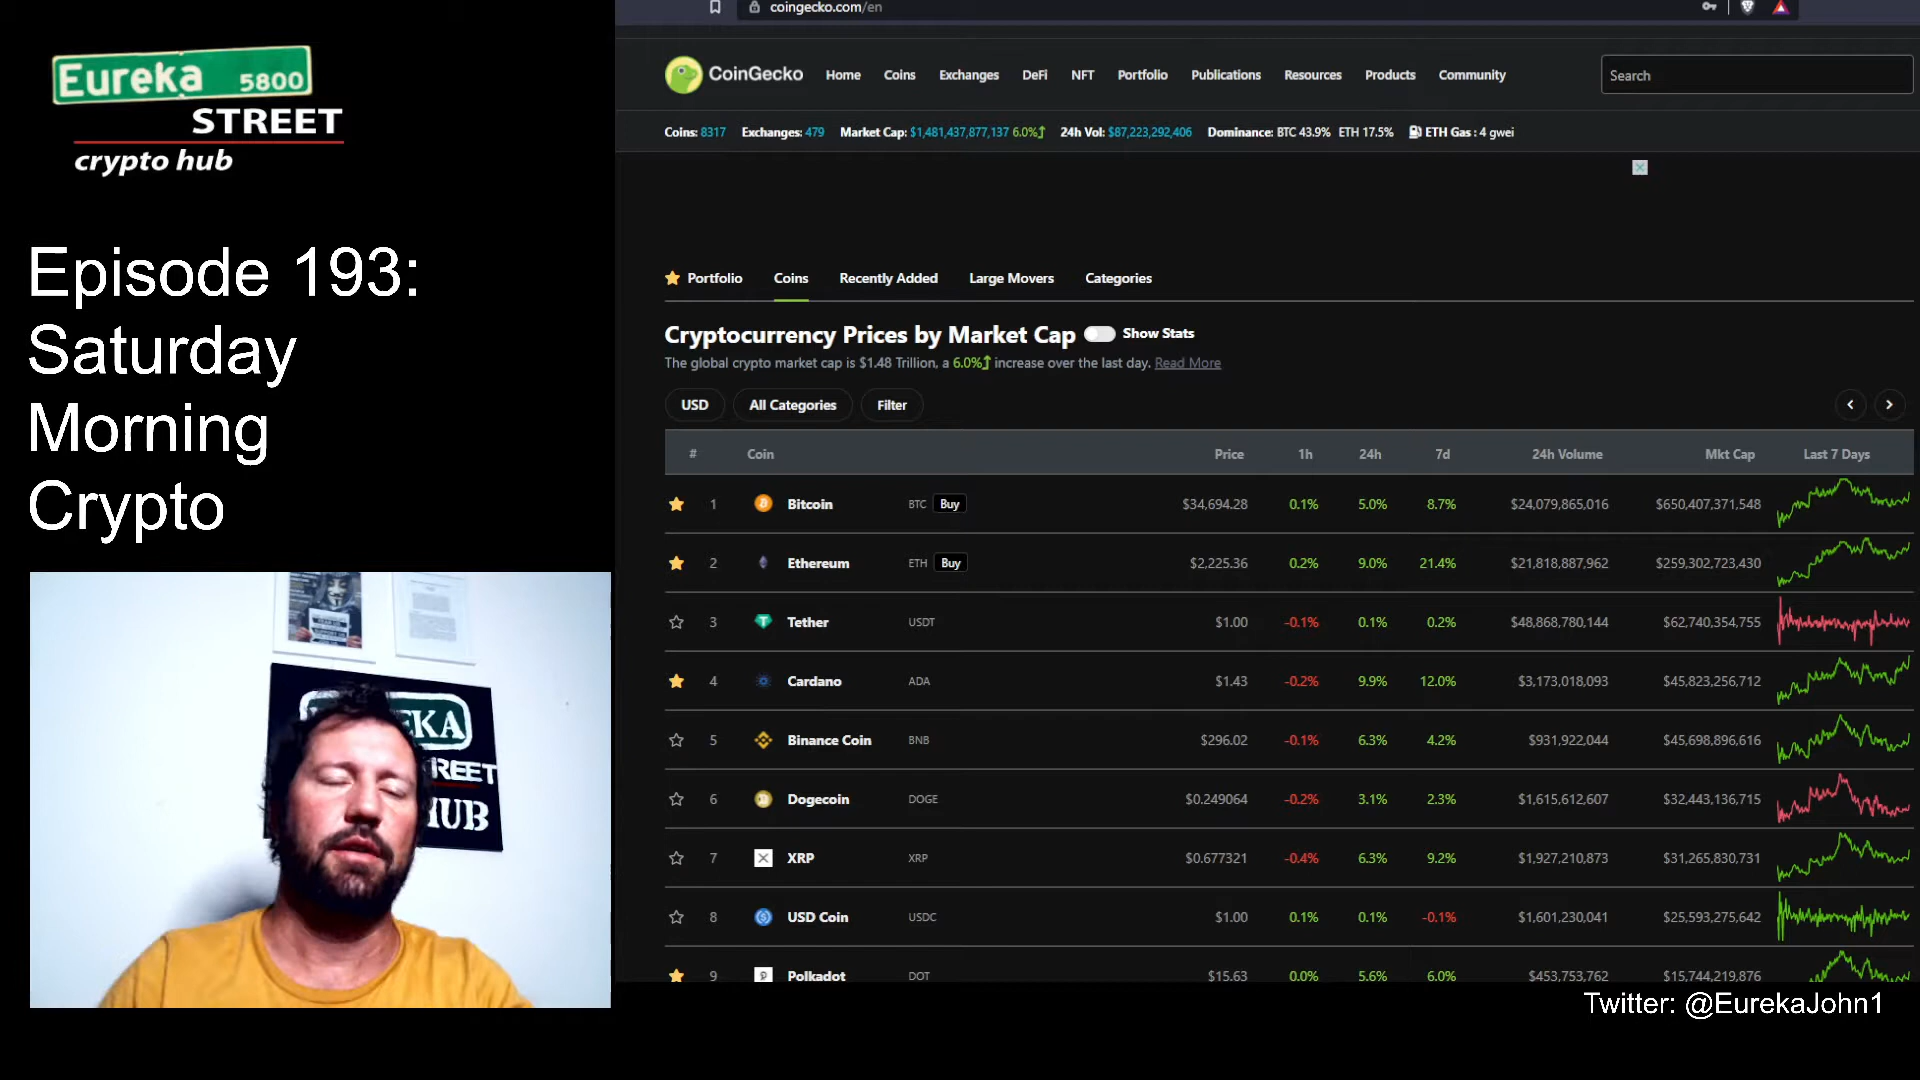 Eureka 5800
STREET
crypto hub
Episode 193:
Saturday
Morning
Crypto
EUREKA
STREET
HUB
coingecko.com/en
CoinGecko Home Coins Exchanges DeFi NFT Portfolio Publications Resources Products Community Search
Coins: 8317 Exchanges: 479 Market Cap: $1,481,437,877,137 6.0% 24h Vol: $87,223,292,406 Dominance: BTC 43.9% ETH 17.5% ETH Gas : 4 gwei
Portfolio Coins Recently Added Large Movers Categories
Cryptocurrency Prices by Market Cap Show Stats
The global crypto market cap is $1.48 Trillion, a 6.0% increase over the last day. Read More
USD All Categories Filter
# Coin Price 1h 24h 7d 24h Volume Mkt Cap Last 7 Days
1 Bitcoin BTC Buy $34,694.28 0.1% 5.0% 8.7% $24,079,865,016 $650,407,371,548
2 Ethereum ETH Buy $2,225.36 0.2% 9.0% 21.4% $21,818,887,962 $259,302,723,430
3 Tether USDT $1.00 -0.1% 0.1% 0.2% $48,868,780,144 $62,740,354,755
4 Cardano ADA $1.43 -0.2% 9.9% 12.0% $3,173,018,093 $45,823,256,712
5 Binance Coin BNB $296.02 -0.1% 6.3% 4.2% $931,922,044 $45,698,896,616
6 Dogecoin DOGE $0.249064 -0.2% 3.1% 2.3% $1,615,612,607 $32,443,136,715
7 XRP XRP $0.677321 -0.4% 6.3% 9.2% $1,927,210,873 $31,265,830,731
8 USD Coin USDC $1.00 0.1% 0.1% -0.1% $1,601,230,041 $25,593,275,642
9 Polkadot DOT $15.63 0.0% 5.6% 6.0% $453,753,762 $15,744,219,876
Twitter: @EurekaJohn1